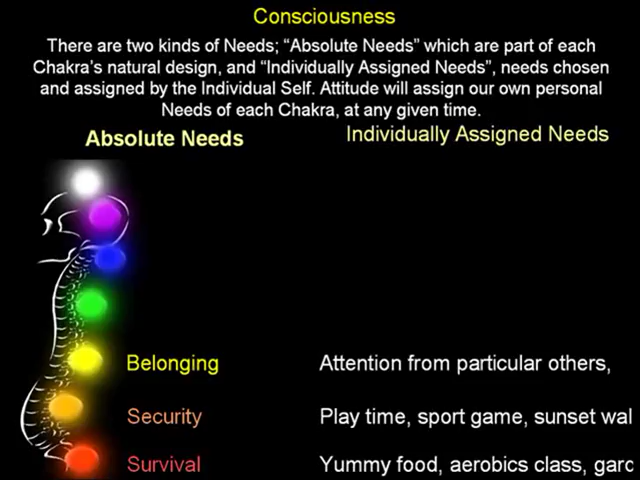 Consciousness
There are two kinds of Needs; “Absolute Needs” which are part of each
Chakra’s natural design, and “Individually Assigned Needs”, needs chosen
and assigned by the Individual Self. Attitude will assign our own personal
Needs of each Chakra, at any given time.
Absolute Needs Individually Assigned Needs
Belonging Attention from particular others,
Security Play time, sport game, sunset
Survival Yummy food, aerobics class,